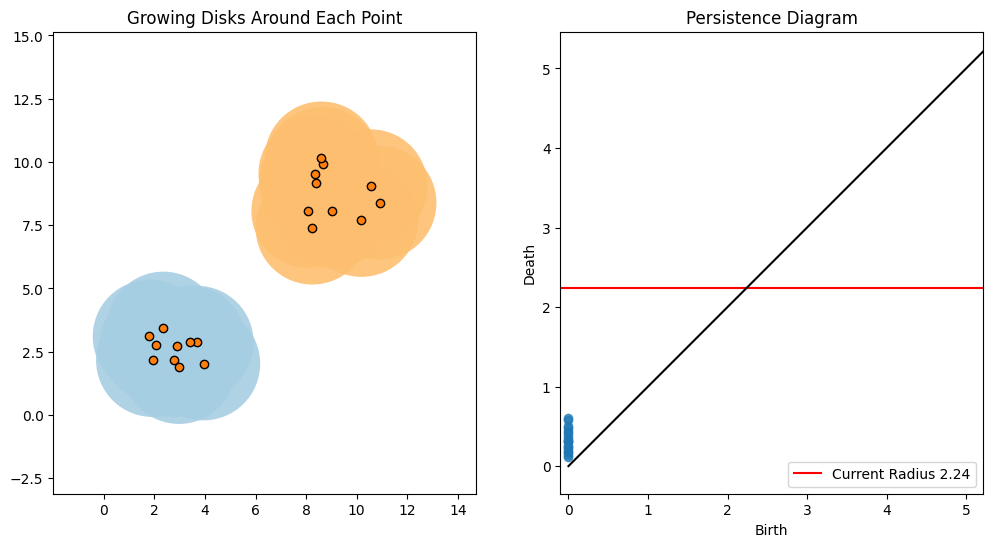 Growing Disks Around Each Point
15.0
12.5
10.0
7.5
5.0
2.5
0.0
−2.5
0 2 4 6 8 10 12 14
Persistence Diagram
Death
5
4
3
2
1
0
Current Radius 2.24
0 1 2 3 4 5
Birth